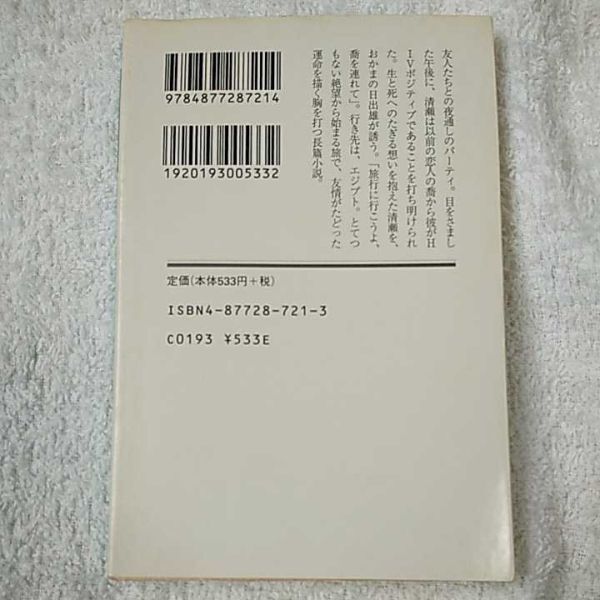 友人たちとの夜通しのパーティ。目をさまし
た午後に、清瀬は以前の恋人の喬から彼がH
IVポジティブであることを打ち明けられ
た。生と死へのたぎる想いを抱えた清瀬を、
おかまの日出雄が誘う。「旅行に行こうよ、
喬を連れて」。行き先は、エジプト。とてつ
もない絶望から始まる旅で、友情がたどった
運命を描く胸を打つ長篇小説。
9784877287214
1920193005332
定価(本体533円+税)
ISBN4-87728-721-3
C0193 ¥533E